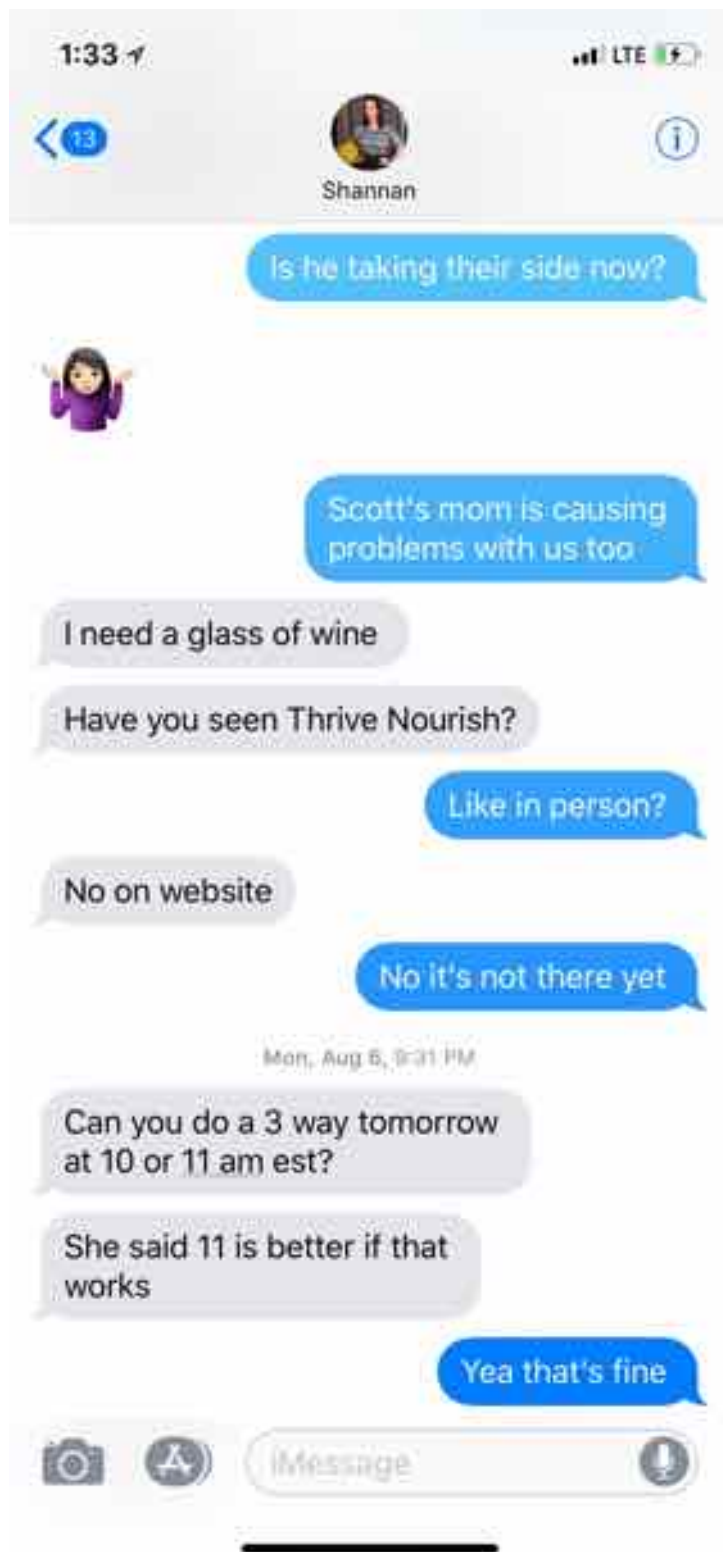 1:33
LTE
13
Shannan
Is he taking their side now?
Scott's mom is causing
problems with us too
I need a glass of wine
Have you seen Thrive Nourish?
Like in person?
No on website
No it's not there yet
Mon, Aug 6, 9:31 PM
Can you do a 3 way tomorrow
at 10 or 11 am est?
She said 11 is better if that
works
Yea that's fine
iMessage